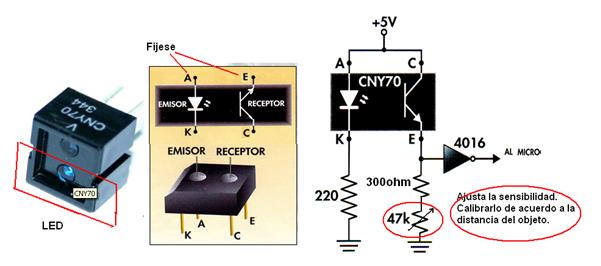 CNY70
344
V
CNY70
LED
Fijese
A
E
EMISOR
RECEPTOR
K
C
EMISOR
RECEPTOR
K
A
C
E
+5V
A
C
CNY70
K
E
4016
AL MICRO
220
300ohm
47k
Ajusta la sensibilidad.
Calibrarlo de acuerdo a la
distancia del objeto.